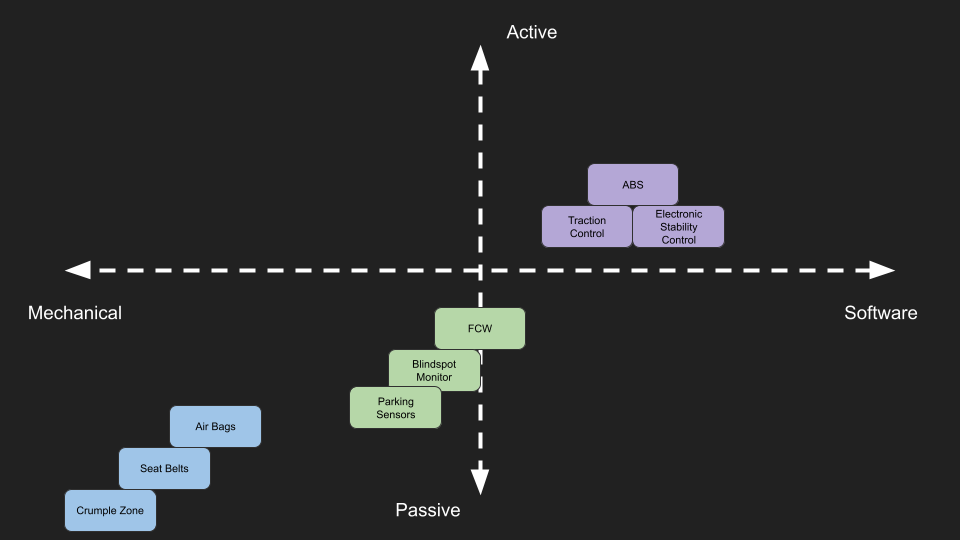 Active
ABS
Traction
Control
Electronic
Stability
Control
Mechanical
Software
FCW
Blindspot
Monitor
Parking
Sensors
Air Bags
Seat Belts
Crumple Zone
Passive